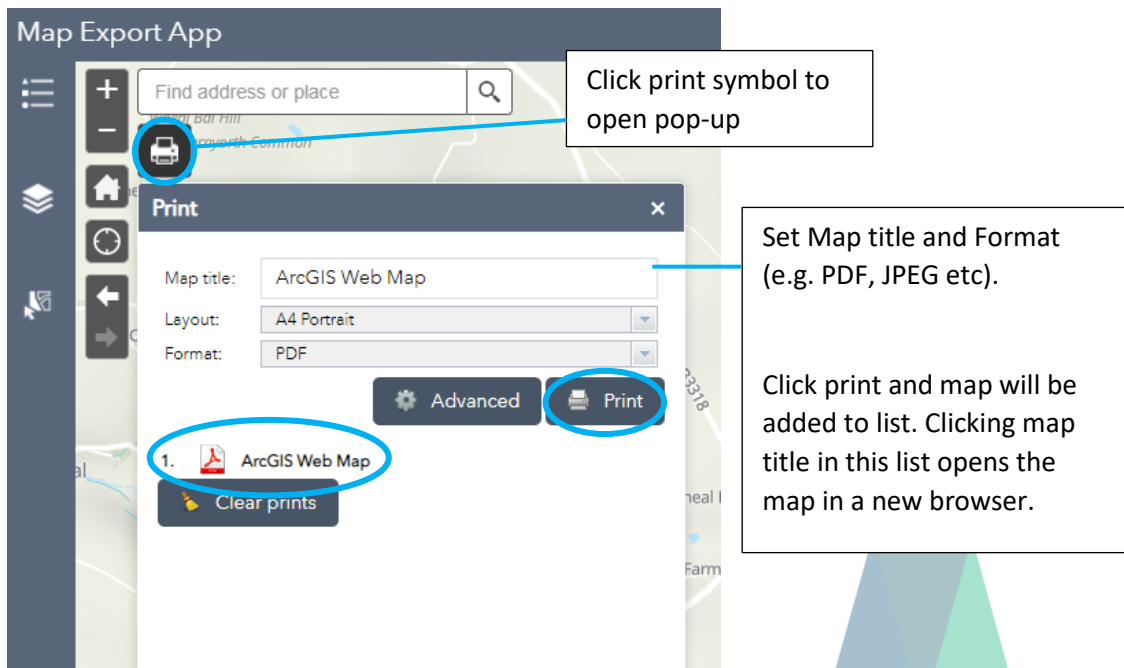 Map Export App
Find address or place
Click print symbol to
open pop-up
Common
Print
Set Map title and Format
(e.g. PDF, JPEG etc).
Map title: ArcGIS Web Map
Layout: A4 Portrait
Format: PDF
Advanced
Print
Click print and map will be
added to list. Clicking map
title in this list opens the
map in a new browser.
1. ArcGIS Web Map
Clear prints
Farm